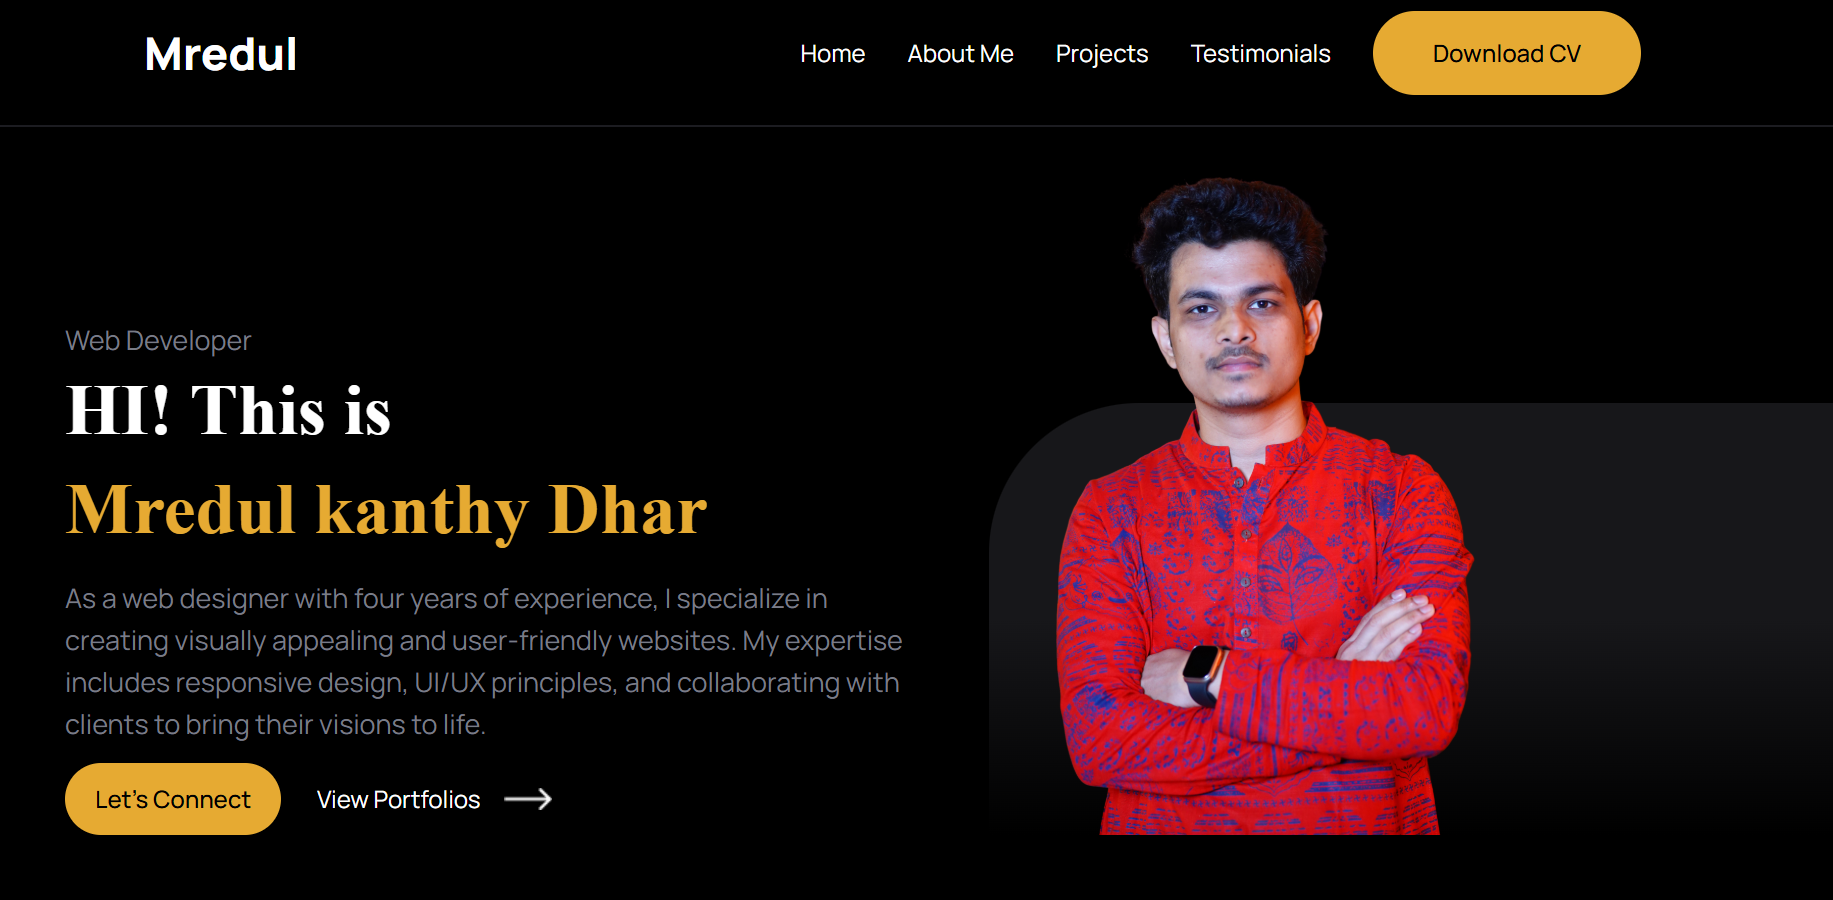 Mredul
Home About Me Projects Testimonials Download CV
Web Developer
HI! This is
Mredul kanthy Dhar
As a web designer with four years of experience, I specialize in
creating visually appealing and user-friendly websites. My expertise
includes responsive design, UI/UX principles, and collaborating with
clients to bring their visions to life.
Let's Connect View Portfolios